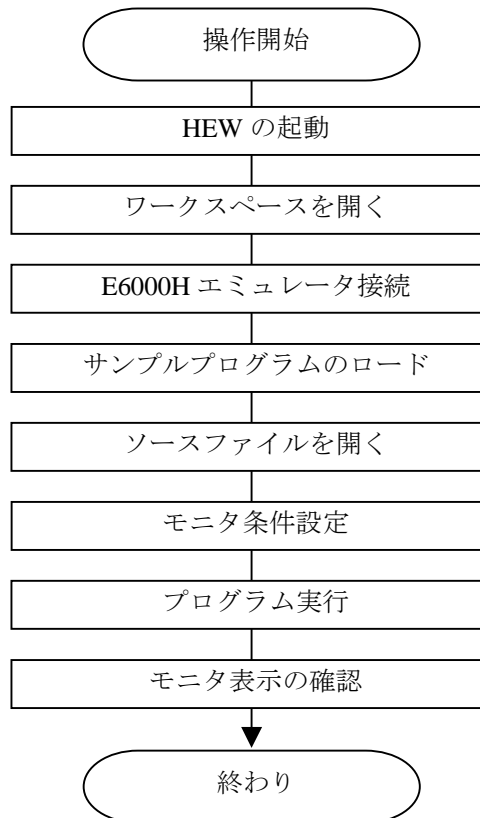 操作開始
HEW の起動
ワークスペースを開く
E6000H エミュレータ接続
サンプルプログラムのロード
ソースファイルを開く
モニタ条件設定
プログラム実行
モニタ表示の確認
終わり